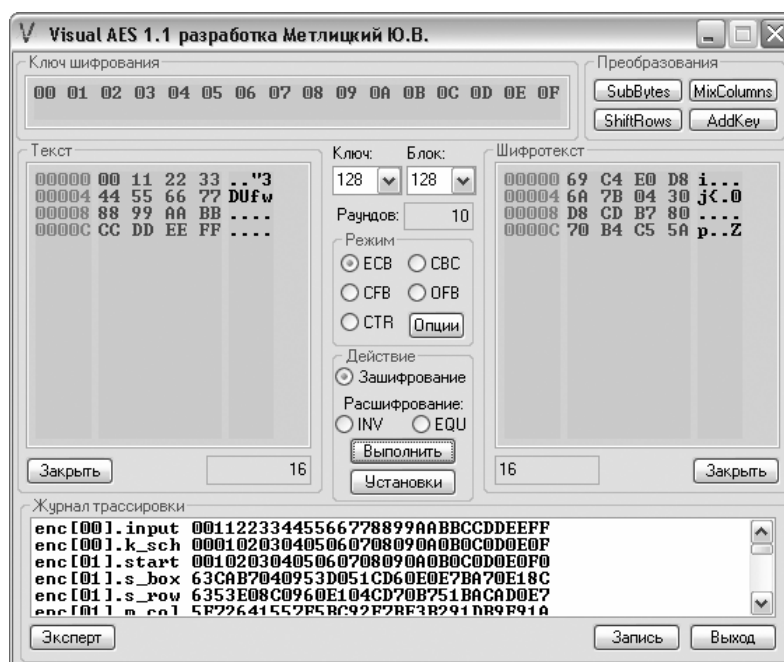 Visual AES 1.1 разработка Метлицкий Ю.В.
Ключ шифрования
00 01 02 03 04 05 06 07 08 09 0A 0B 0C 0D 0E 0F
Преобразования
SubBytes MixColumns
ShiftRows AddKey
Текст
00000 00 11 22 33 .."3
00004 44 55 66 77 DUfw
00008 88 99 AA BB ....
0000C CC DD EE FF ....
Закрыть 16
Ключ: Блок:
128 128
Раундов: 10
Режим
ECB CBC
CFB OFB
CTR Опции
Действие
Зашифрование
Расшифрование:
INV EQU
Выполнить
Установки
Шифротекст
00000 69 C4 E0 D8 i...
00004 6A 7B 04 30 j{.0
00008 D8 CD B7 80 ....
0000C 70 B4 C5 5A p..Z
16 Закрыть
Журнал трассировки
enc[00].input 00112233445566778899AABBCCDDEEFF
enc[00].k_sch 000102030405060708090A0B0C0D0E0F
enc[01].start 00102030405060708090A0B0C0D0E0F0
enc[01].s_box 63CAB7040953D051CD60E0E7BA70E18C
enc[01].s_row 6353E08C0960E104CD70B751BACAD0E7
enc[01].m_col 5F72641557F5BC92F7BE3B291DB9F91A
Эксперт Запись Выход